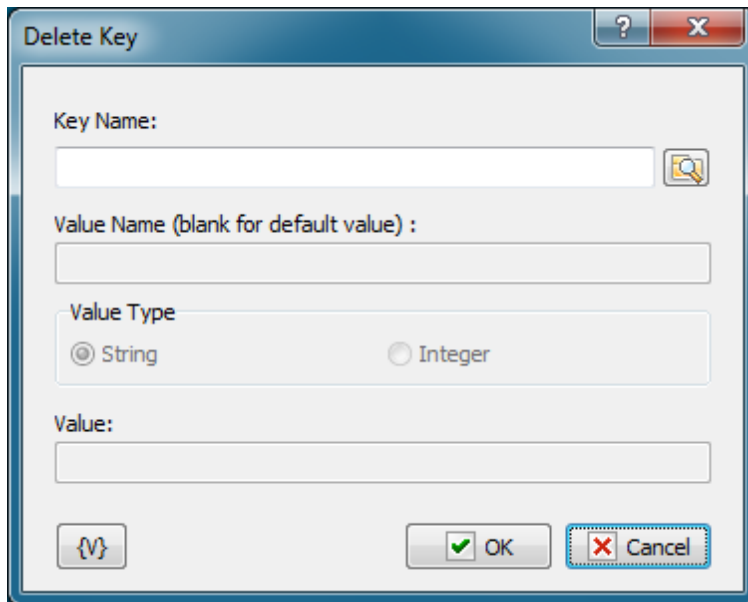 Delete Key
?
Key Name:
Value Name (blank for default value) :
Value Type
String Integer
Value:
{V} OK Cancel